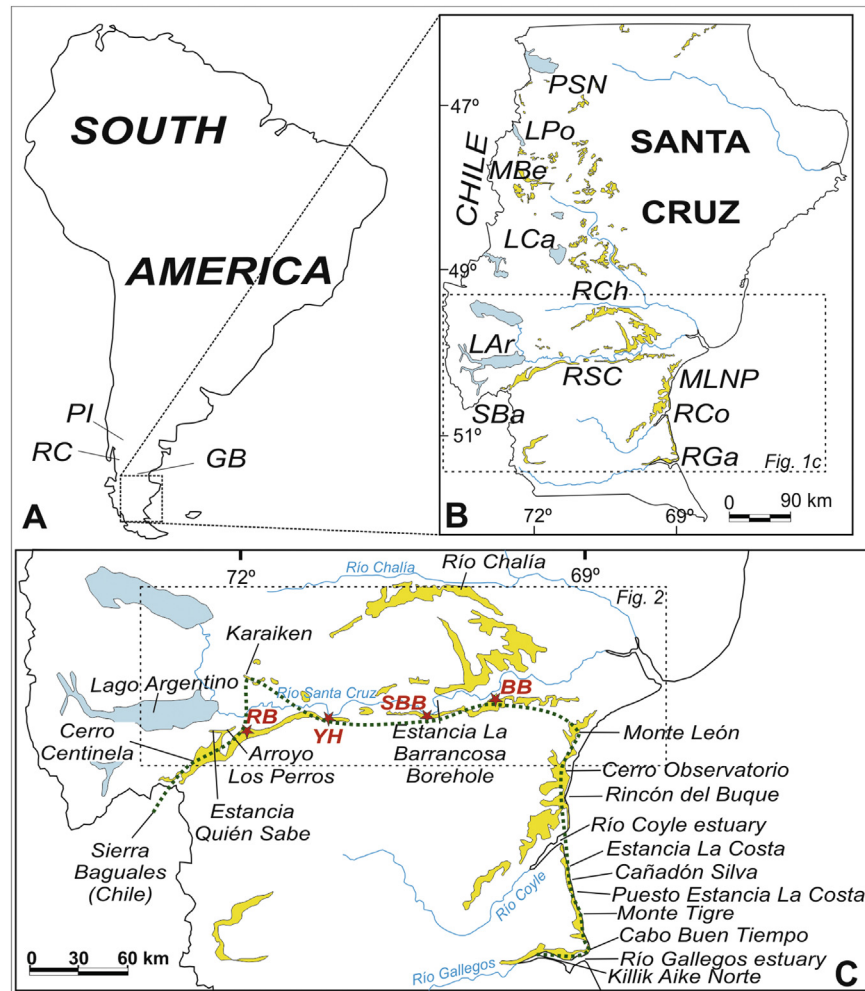 SOUTH
AMERICA
PI
RC
GB
A
PSN
47º
LPo
SANTA
MBe
CHILE
CRUZ
LCa
49º
RCh
LAr
RSC
MLNP
SBa
RCo
51º
RGa
Fig. 1c
0 90 km
B
72º 69º
72º
69º
Río Chalía
Río Chalía
Fig. 2
Karaiken
Lago Argentino
Río Santa Cruz
BB
SBB
RB
YH
Cerro
Centinela
Arroyo
Los Perros
Estancia La
Barrancosa
Borehole
Monte León
Cerro Observatorio
Estancia
Quién Sabe
Rincón del Buque
Río Coyle estuary
Sierra
Baguales
(Chile)
Estancia La Costa
Cañadón Silva
Río Coyle
Puesto Estancia La Costa
Monte Tigre
Cabo Buen Tiempo
0 30 60 km
Río Gallegos
Río Gallegos estuary
Killik Aike Norte
C